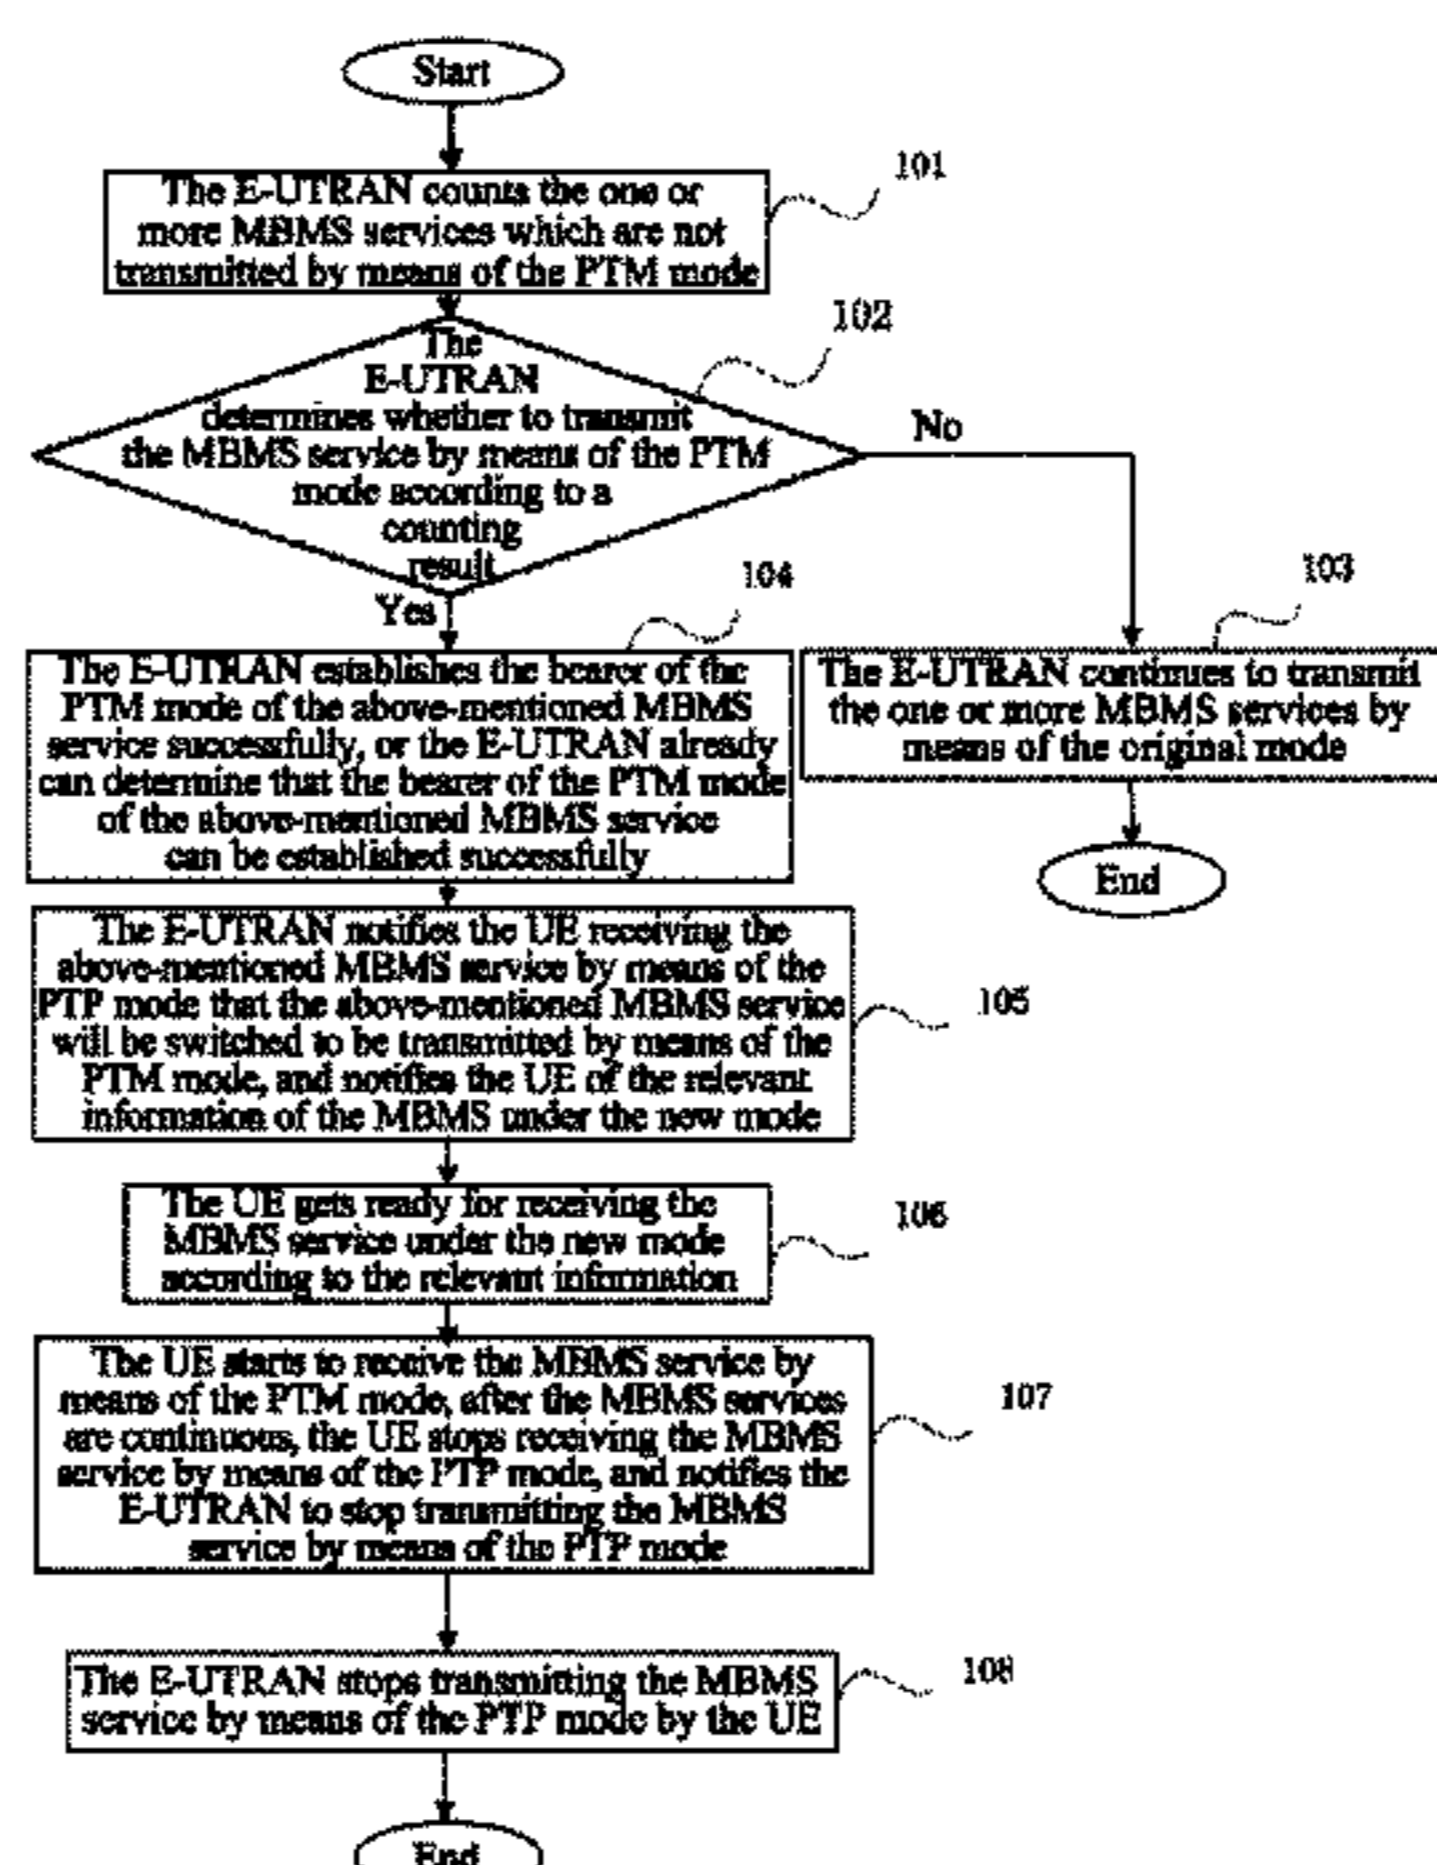 Start
101
The E-UTRAN counts the one or
more MBMS services which are not
transmitted by means of the PTM mode
102
The
E-UTRAN
determines whether to transmit
the MBMS service by means of the PTM
mode according to a
counting
result
No
Yes
104
103
The E-UTRAN establishes the bearer of the
PTM mode of the above-mentioned MBMS
service successfully, or the E-UTRAN already
can determine that the bearer of the PTM mode
of the above-mentioned MBMS service
can be established successfully
The E-UTRAN continues to transmit
the one or more MBMS services by
means of the original mode
End
The E-UTRAN notifies the UE receiving the
above-mentioned MBMS service by means of the
PTP mode that the above-mentioned MBMS service
will be switched to be transmitted by means of the
PTM mode, and notifies the UE of the relevant
information of the MBMS under the new mode
105
The UE gets ready for receiving the
MBMS service under the new mode
according to the relevant information
106
The UE starts to receive the MBMS service by
means of the PTM mode, after the MBMS services
are continuous, the UE stops receiving the MBMS
service by means of the PTP mode, and notifies the
E-UTRAN to stop transmitting the MBMS
service by means of the PTP mode
107
The E-UTRAN stops transmitting the MBMS
service by means of the PTP mode by the UE
108
End